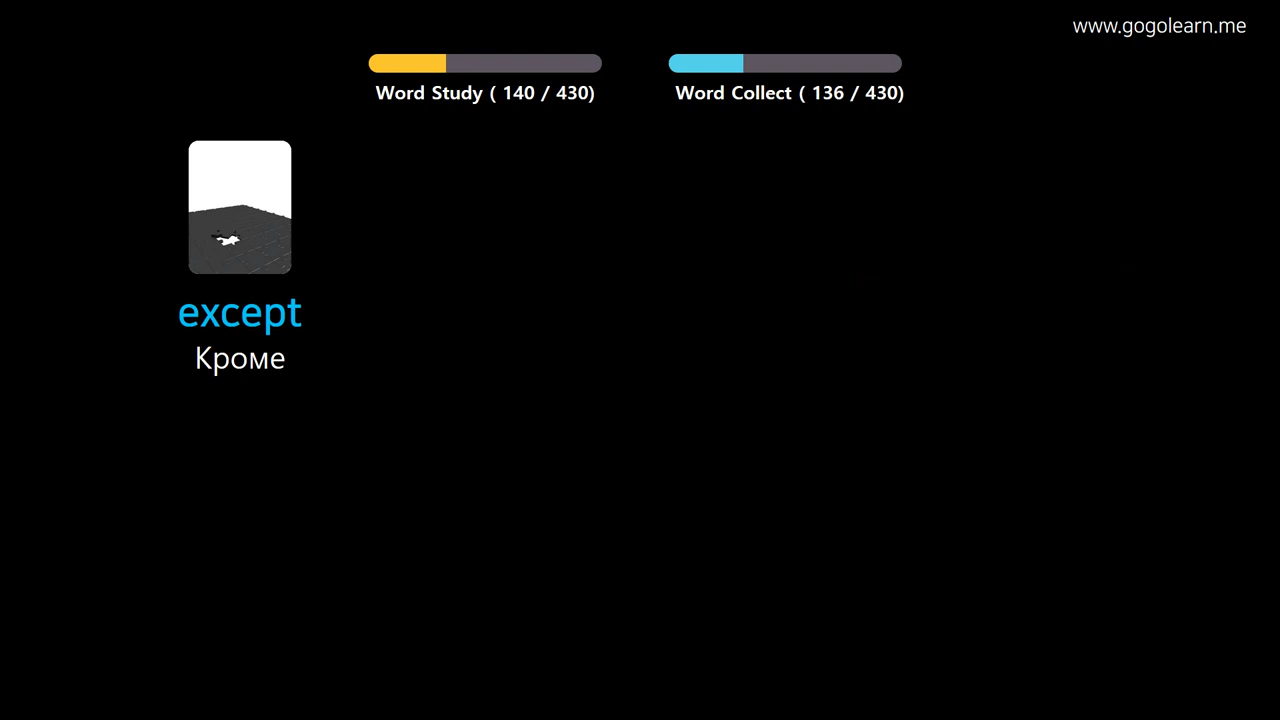 www.gogolearn.me
Word Study ( 140 / 430)
Word Collect ( 136 / 430)
except
Кроме